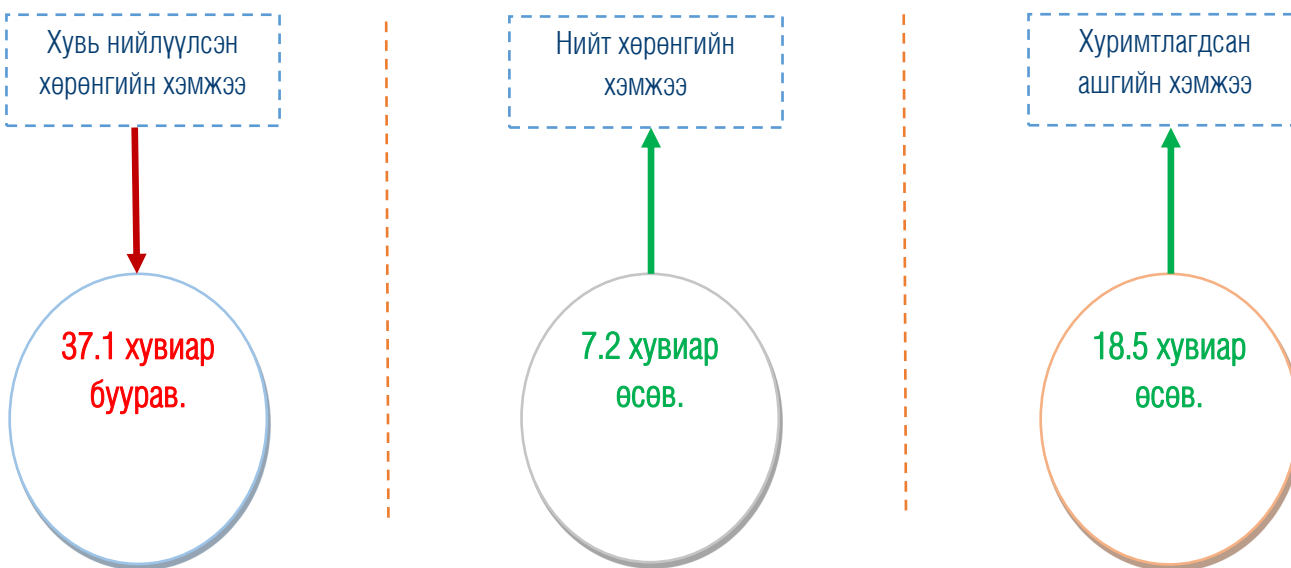 Хувь нийлүүлсэн
хөрөнгийн хэмжээ
37.1 хувиар
буурав.
Нийт хөрөнгийн
хэмжээ
7.2 хувиар
өсөв.
Хуримтлагдсан
ашгийн хэмжээ
18.5 хувиар
өсөв.